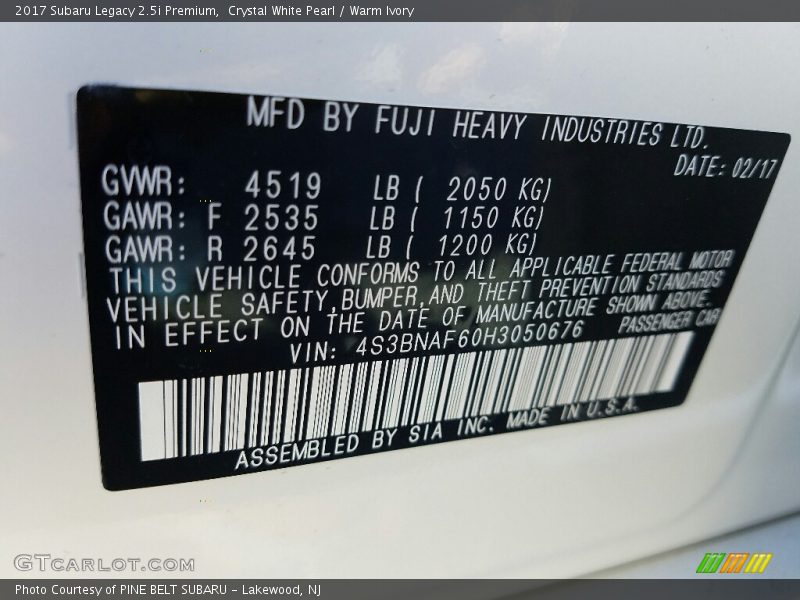 2017 Subaru Legacy 2.5i Premium,  Crystal White Pearl / Warm Ivory
MFD BY FUJI HEAVY INDUSTRIES LTD.
DATE: 02/17
GVWR: 4519 LB ( 2050 KG)
GAWR: F 2535 LB ( 1150 KG)
GAWR: R 2645 LB ( 1200 KG)
THIS VEHICLE CONFORMS TO ALL APPLICABLE FEDERAL MOTOR
VEHICLE SAFETY,BUMPER,AND THEFT PREVENTION STANDARDS
IN EFFECT ON THE DATE OF MANUFACTURE SHOWN ABOVE.
PASSENGER CAR
VIN: 4S3BNAF60H3050676
ASSEMBLED BY SIA INC. MADE IN U.S.A.
GTCarLot.com
Photo Courtesy of PINE BELT SUBARU – Lakewood, NJ